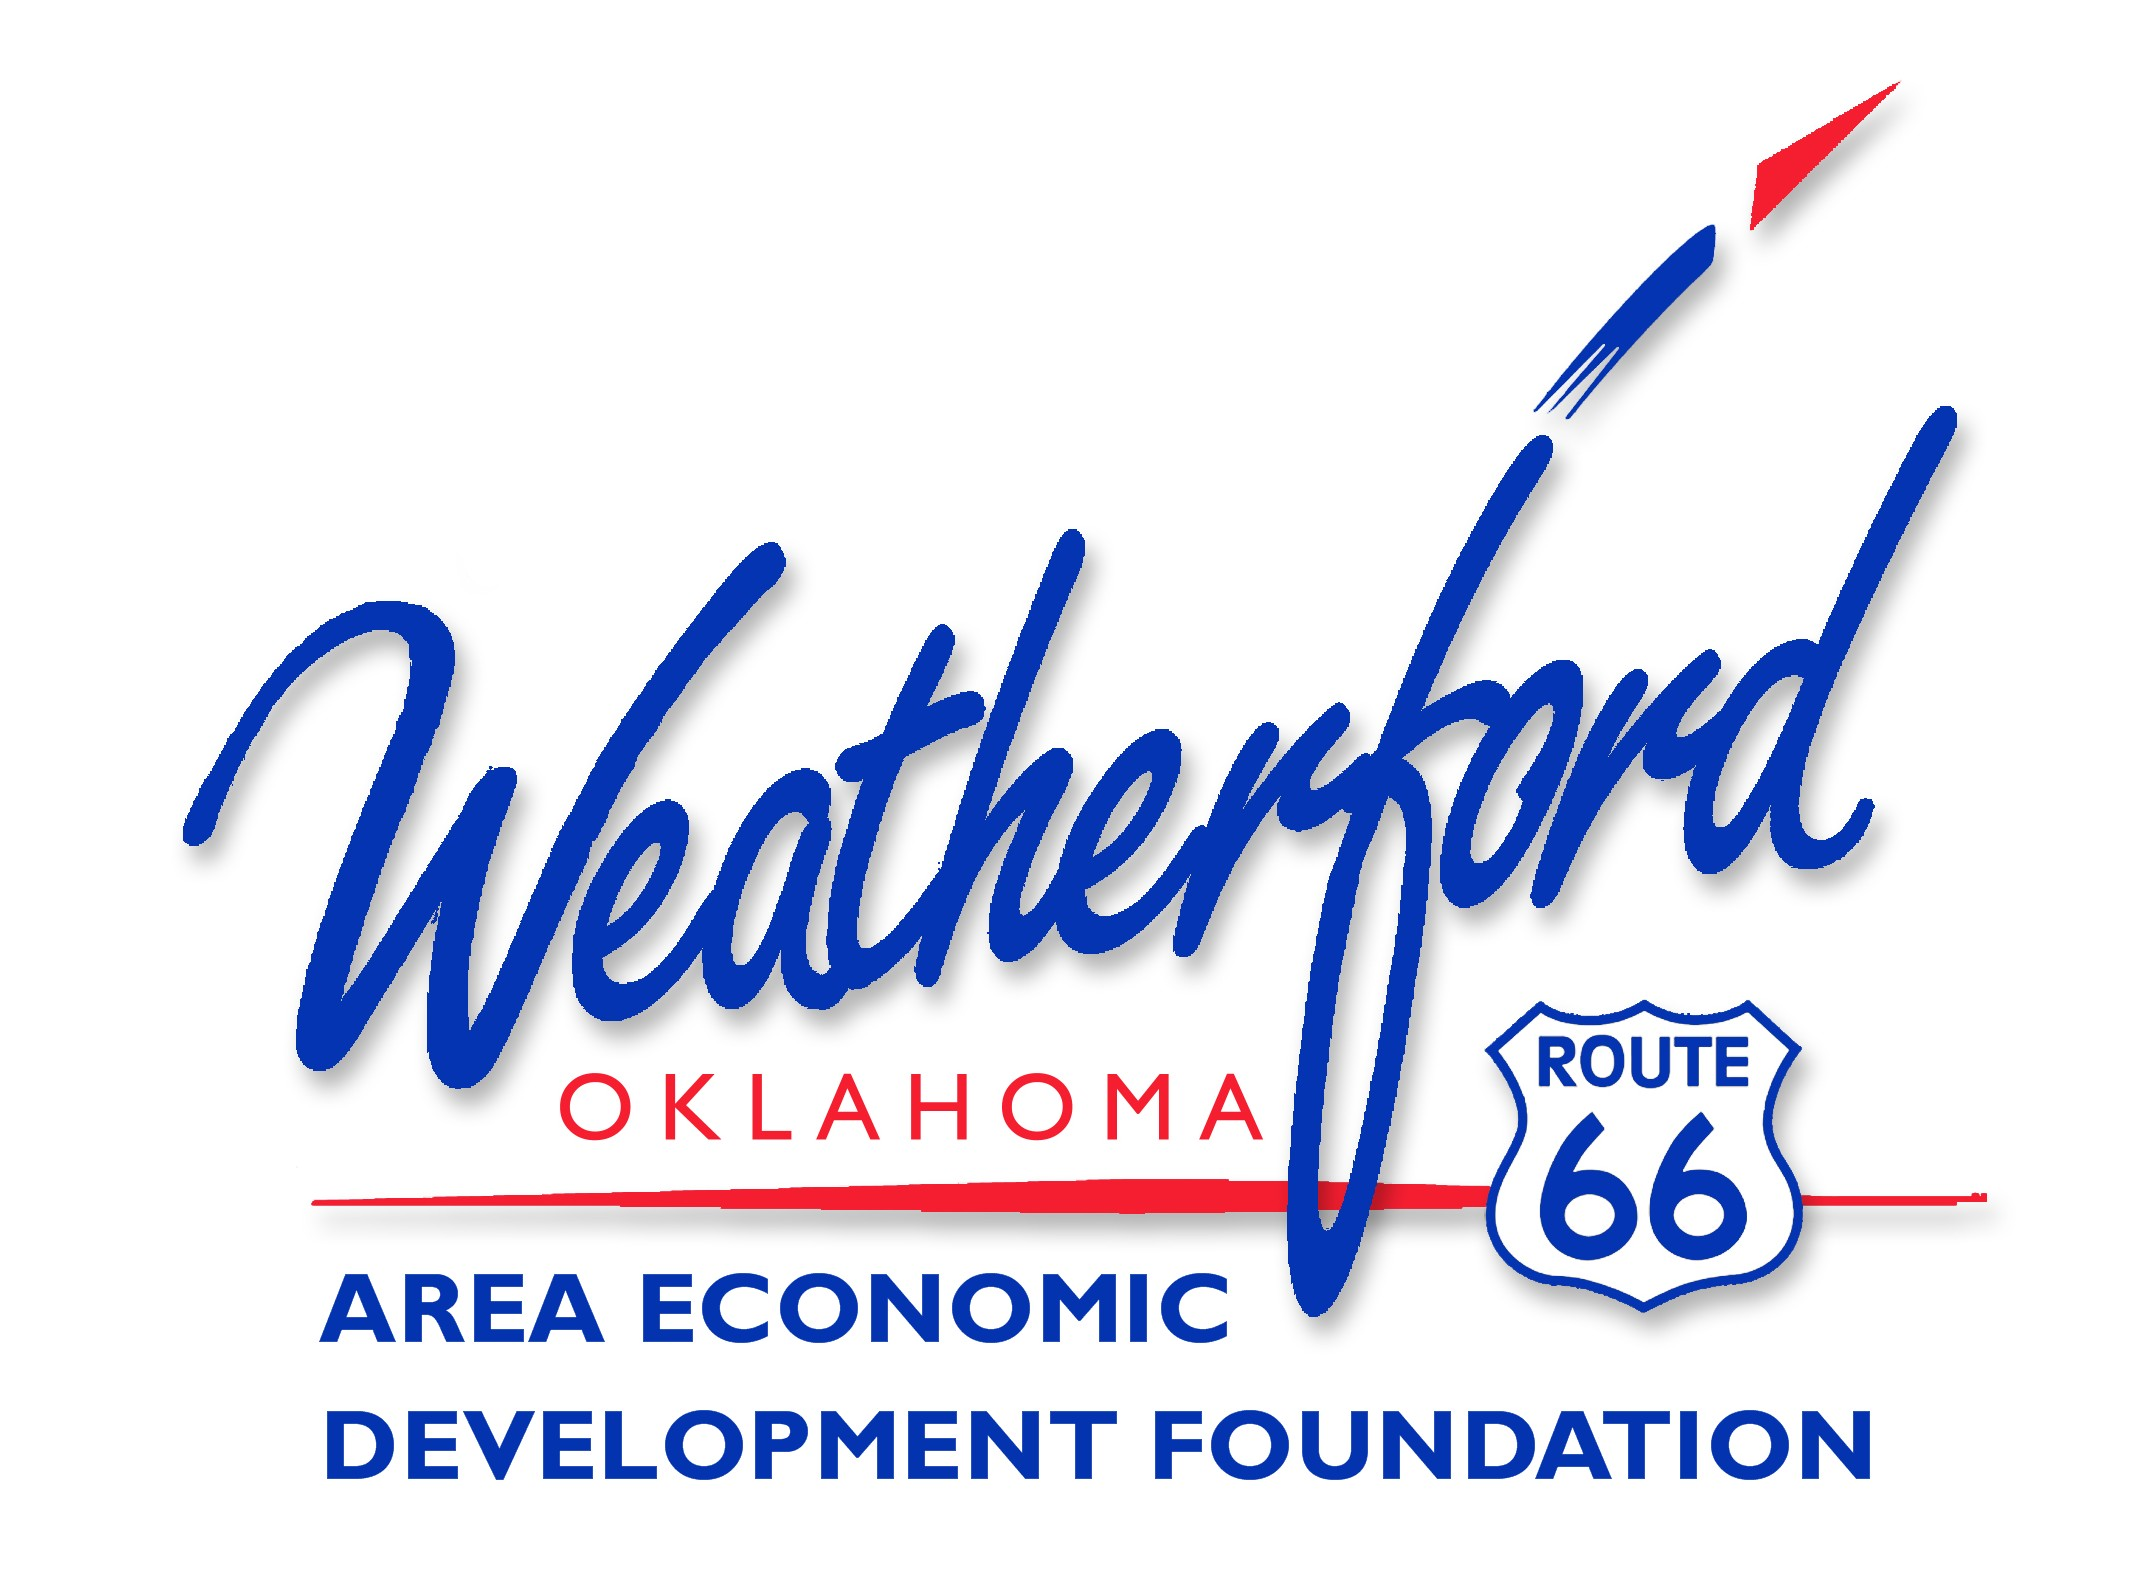 Weatherford
OKLAHOMA
ROUTE
66
AREA ECONOMIC
DEVELOPMENT FOUNDATION